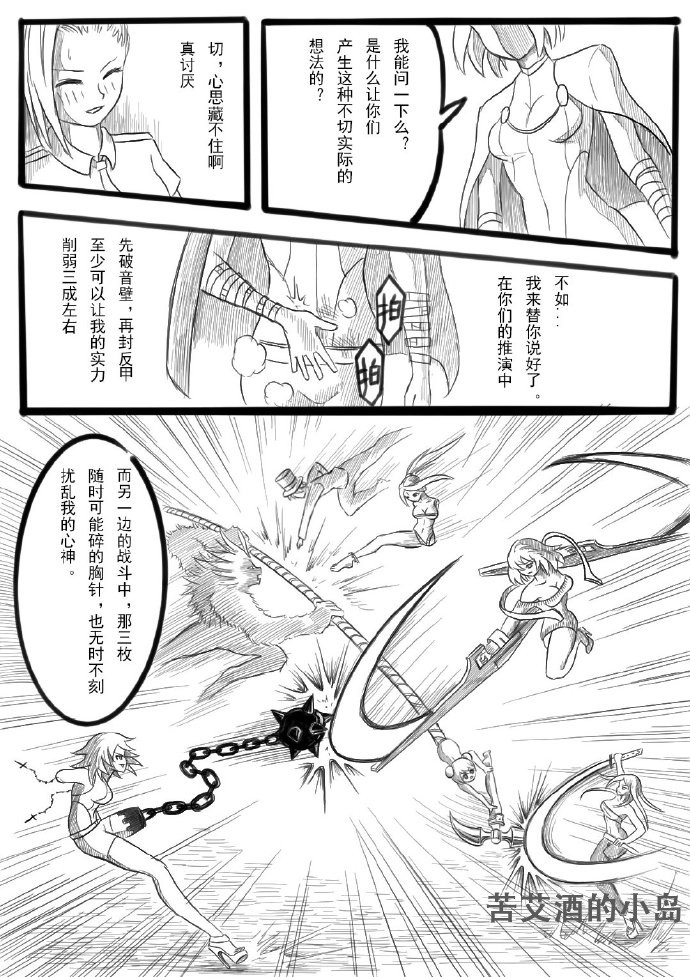 我能问一下么？
是什么让你们
产生这种不切实际的
想法的？
切，心思藏不住啊
真讨厌
不如...
我来替你说好了。
在你们的推演中
拍
拍
先破音壁，再封反甲
至少可以让我的实力
削弱三成左右
而另一边的战斗中，那三枚
随时可能碎的胸针，也无时不刻
扰乱我的心神。
苦艾酒的小岛